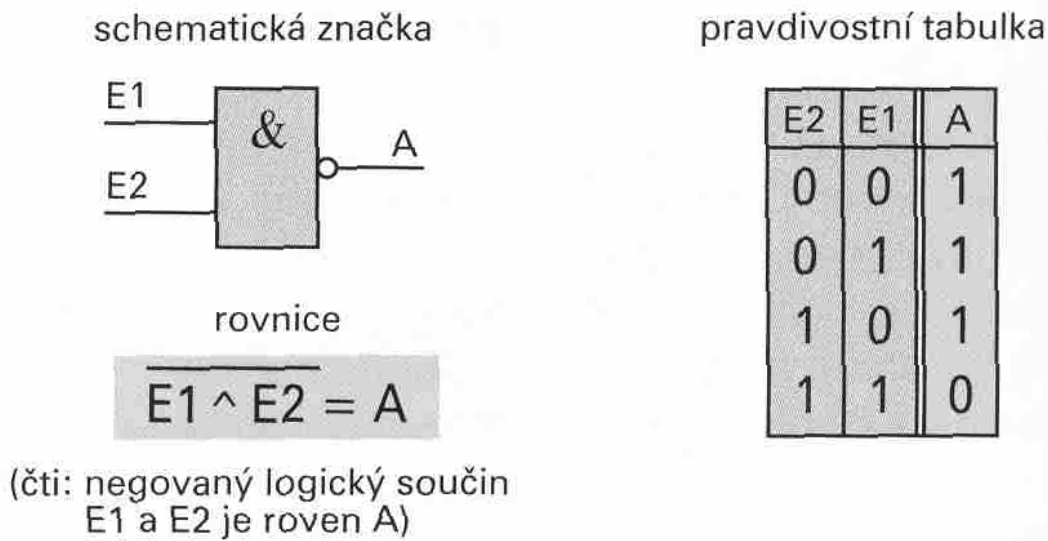 schematická značka
E1
&
A
E2
rovnice
E1 ^ E2 = A
(čti: negovaný logický součin
E1 a E2 je roven A)
pravdivostní tabulka
E2 E1 A
0 0 1
0 1 1
1 0 1
1 1 0